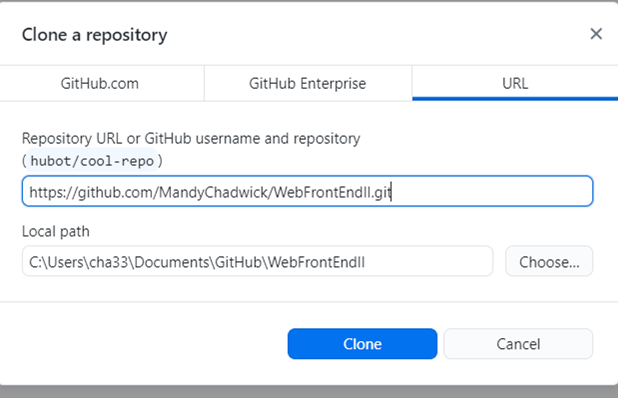 Clone a repository
GitHub.com
GitHub Enterprise
URL
Repository URL or GitHub username and repository
(hubot/cool-repo)
https://github.com/MandyChadwick/WebFrontEndII.git
Local path
C:\Users\cha33\Documents\GitHub\WebFrontEndII
Choose...
Clone
Cancel